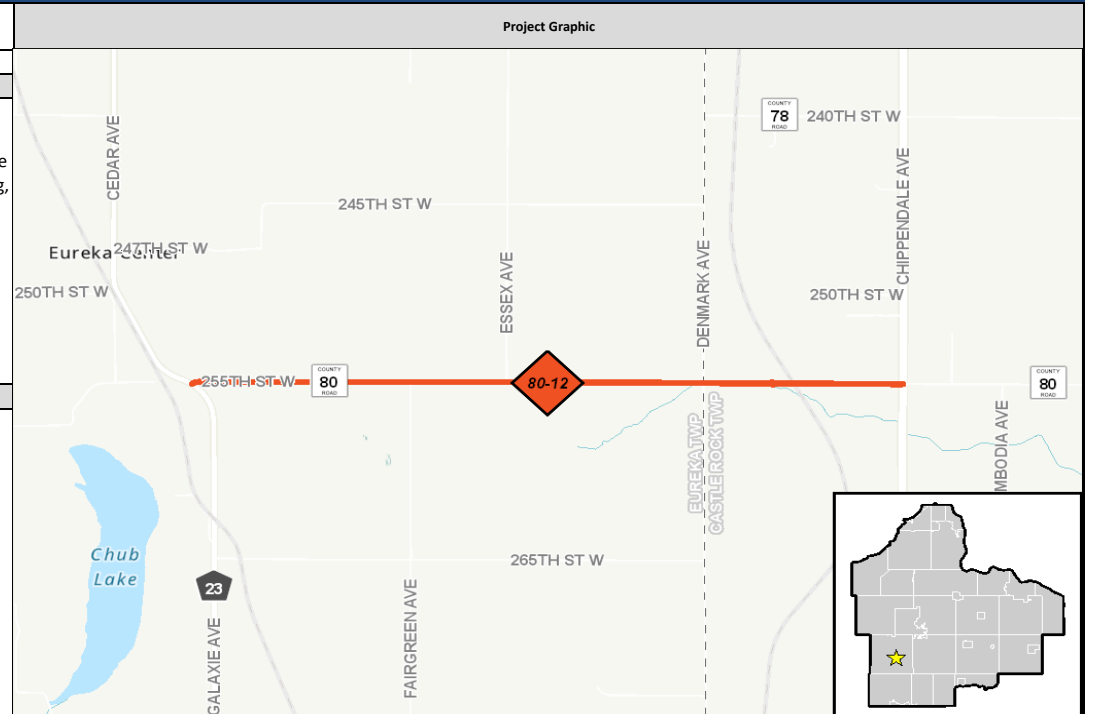 Project Graphic
e
g,
CEDAR AVE
COUNTY
78
ROAD
240TH ST W
CHIPPENDALE AVE
245TH ST W
247TH ST W
Eureka Center
ESSEX AVE
DENMARK AVE
250TH ST W
250TH ST W
255TH ST W
COUNTY
80
ROAD
80-12
COUNTY
80
ROAD
EUREKA TWP
CASTLE ROCK TWP
MBODIA AVE
Chub
Lake
265TH ST W
23
GALAXIE AVE
FAIRGREEN AVE